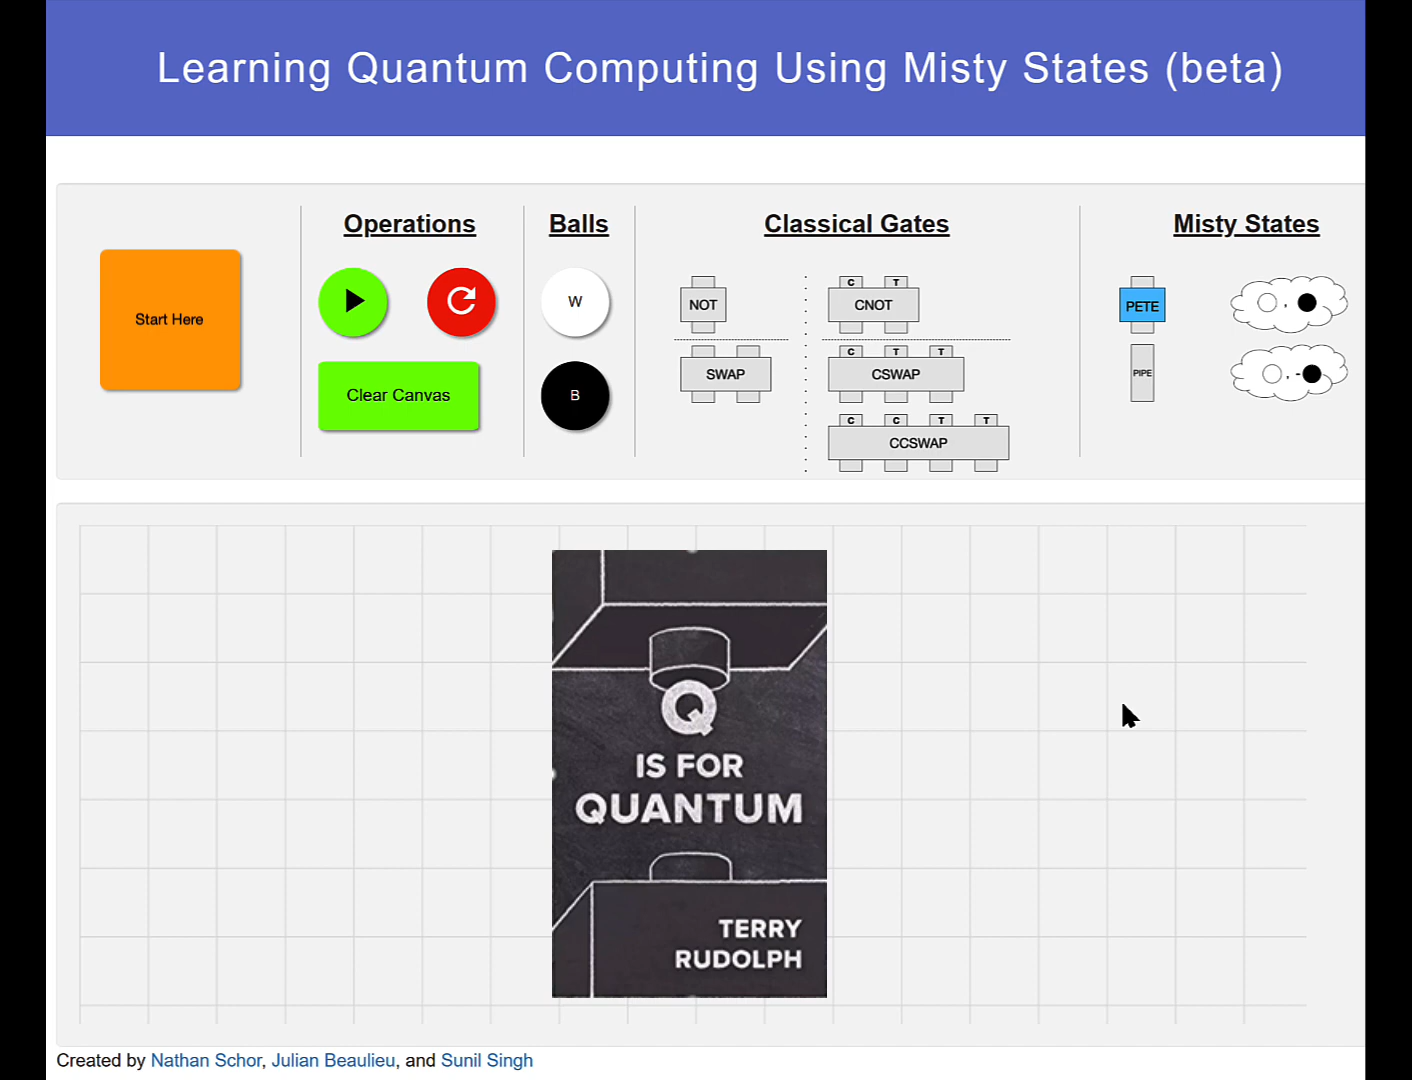 Learning Quantum Computing Using Misty States (beta)
Start Here
Operations
Clear Canvas
Balls
W
B
Classical Gates
NOT
SWAP
C T
CNOT
C T T
CSWAP
C C T T
CCSWAP
Misty States
PETE
PIPE
Q
IS FOR
QUANTUM
TERRY
RUDOLPH
Created by Nathan Schor, Julian Beaulieu, and Sunil Singh